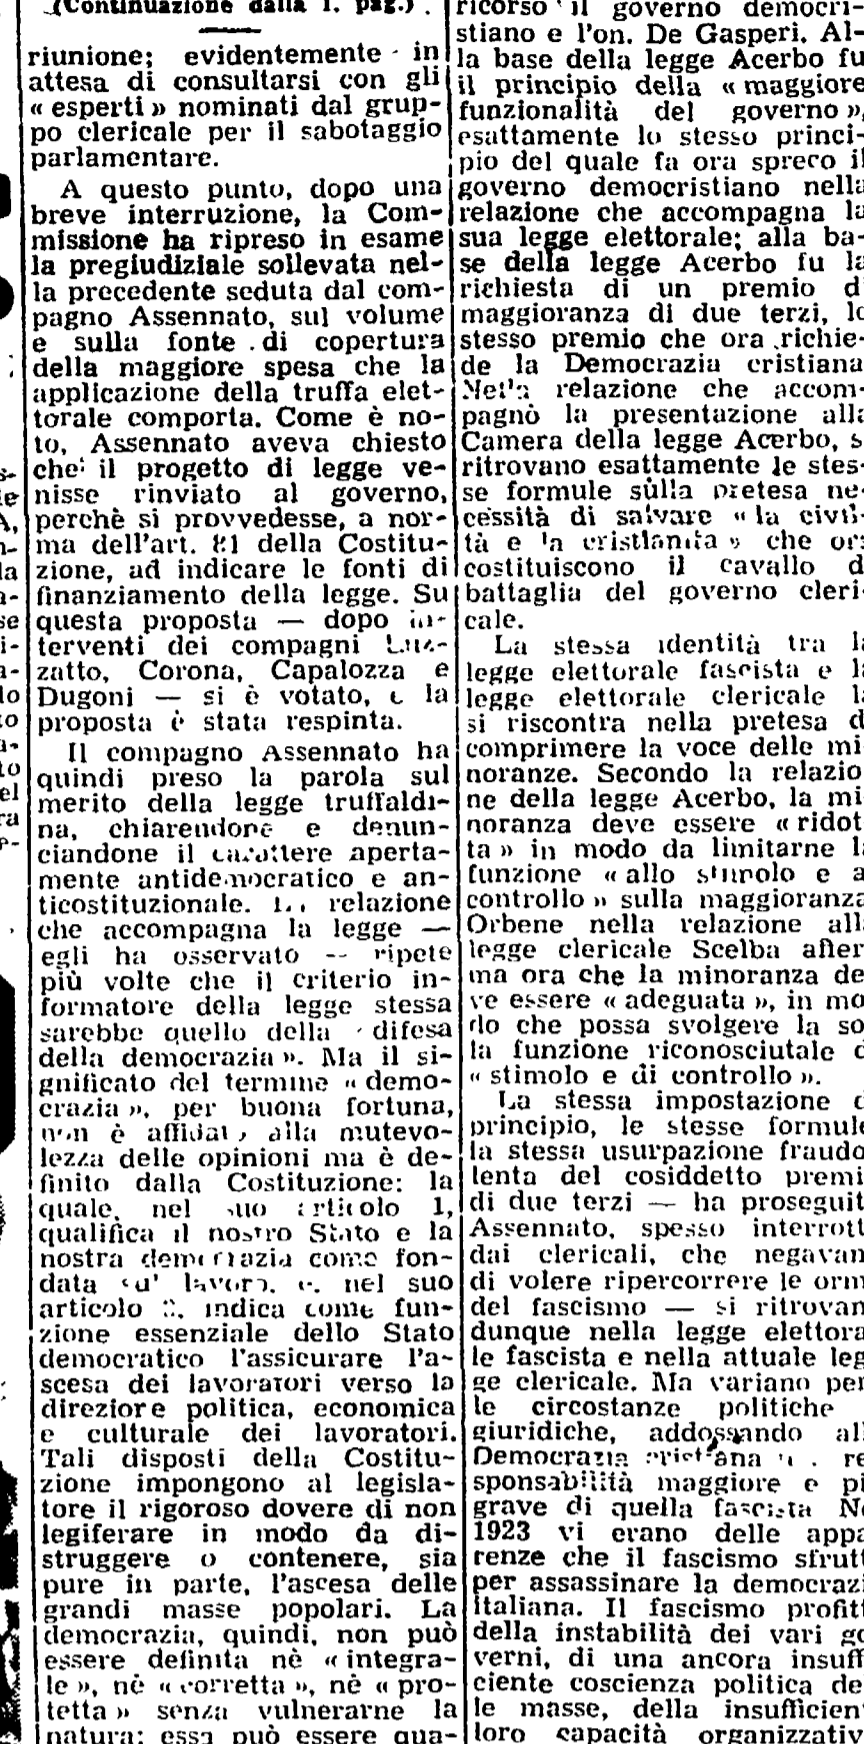 (Continuazione dalla 1. pag.)
riunione; evidentemente in
attesa di consultarsi con gli
« esperti » nominati dal grup-
po clericale per il sabotaggio
parlamentare.
A questo punto, dopo una
breve interruzione, la Com-
missione ha ripreso in esame
la pregiudiziale sollevata nel-
la precedente seduta dal com-
pagno Assennato, sul volume
e sulla fonte di copertura
della maggiore spesa che la
applicazione della truffa elet-
torale comporta. Come è no-
to, Assennato aveva chiesto
che il progetto di legge ve-
nisse rinviato al governo,
perchè si provvedesse, a nor-
ma dell'art. 81 della Costitu-
zione, ad indicare le fonti di
finanziamento della legge. Su
questa proposta — dopo in-
terventi dei compagni Luz-
zatto, Corona, Capalozza e
Dugoni — si è votato, e la
proposta è stata respinta.
Il compagno Assennato ha
quindi preso la parola sul
merito della legge truffaldi-
na, chiarendone e denun-
ciandone il carattere aperta-
mente antidemocratico e an-
ticostituzionale. La relazione
che accompagna la legge —
egli ha osservato -- ripete
più volte che il criterio in-
formatore della legge stessa
sarebbe quello della difesa
della democrazia ». Ma il si-
gnificato del termine « demo-
crazia », per buona fortuna,
non è affidato alla mutevo-
lezza delle opinioni ma è de-
finito dalla Costituzione: la
quale, nel suo articolo 1,
qualifica il nostro Stato e la
nostra democrazia come fon-
data sul lavoro, e, nel suo
articolo indica come fun-
zione essenziale dello Stato
democratico l'assicurare l'a-
scesa dei lavoratori verso la
direzione politica, economica
e culturale dei lavoratori.
Tali disposti della Costitu-
zione impongono al legisla-
tore il rigoroso dovere di non
legiferare in modo da di-
struggere o contenere, sia
pure in parte, l'ascesa delle
grandi masse popolari. La
democrazia, quindi, non può
essere definita nè « integra-
le », nè « corretta », nè « pro-
tetta » senza vulnerarne la
natura: essa può essere qua-
ricorso il governo democri-
stiano e l'on. De Gasperi. Al-
la base della legge Acerbo fu
il principio della « maggiore
funzionalità del governo »,
esattamente lo stesso princi-
pio del quale fa ora spreco il
governo democristiano nella
relazione che accompagna la
sua legge elettorale; alla ba-
se della legge Acerbo fu la
richiesta di un premio d
maggioranza di due terzi, lo
stesso premio che ora richie-
de la Democrazia cristiana
Nella relazione che accom-
pagnò la presentazione alla
Camera della legge Acerbo, s
ritrovano esattamente le stes-
se formule sulla pretesa ne-
cessità di salvare « la civil-
tà e la cristianità » che ora
costituiscono il cavallo d
battaglia del governo cleri-
cale.
La stessa identità tra la
legge elettorale fascista e la
legge elettorale clericale la
si riscontra nella pretesa d
comprimere la voce delle mi
noranze. Secondo la relazio
ne della legge Acerbo, la mi
noranza deve essere « ridot
ta » in modo da limitarne la
funzione « allo stimolo e a
controllo » sulla maggioranza
Orbene nella relazione alla
legge clericale Scelba affer
ma ora che la minoranza de
ve essere « adeguata », in mo
do che possa svolgere la so
la funzione riconosciutale d
« stimolo e di controllo ».
La stessa impostazione d
principio, le stesse formule
la stessa usurpazione fraudo
lenta del cosiddetto premi
di due terzi — ha proseguit
Assennato, spesso interrott
dai clericali, che negavan
di volere ripercorrere le orm
del fascismo — si ritrovan
dunque nella legge elettora
le fascista e nella attuale leg
ge clericale. Ma variano per
le circostanze politiche
giuridiche, addossando all
Democrazia cristiana re
sponsabilità maggiore e pi
grave di quella fascista Ne
1923 vi erano delle appa
renze che il fascismo sfrutt
per assassinare la democrazi
italiana. Il fascismo profitt
della instabilità dei vari go
verni, di una ancora insuff
ciente coscienza politica de
le masse, della insufficien
loro capacità organizzativ